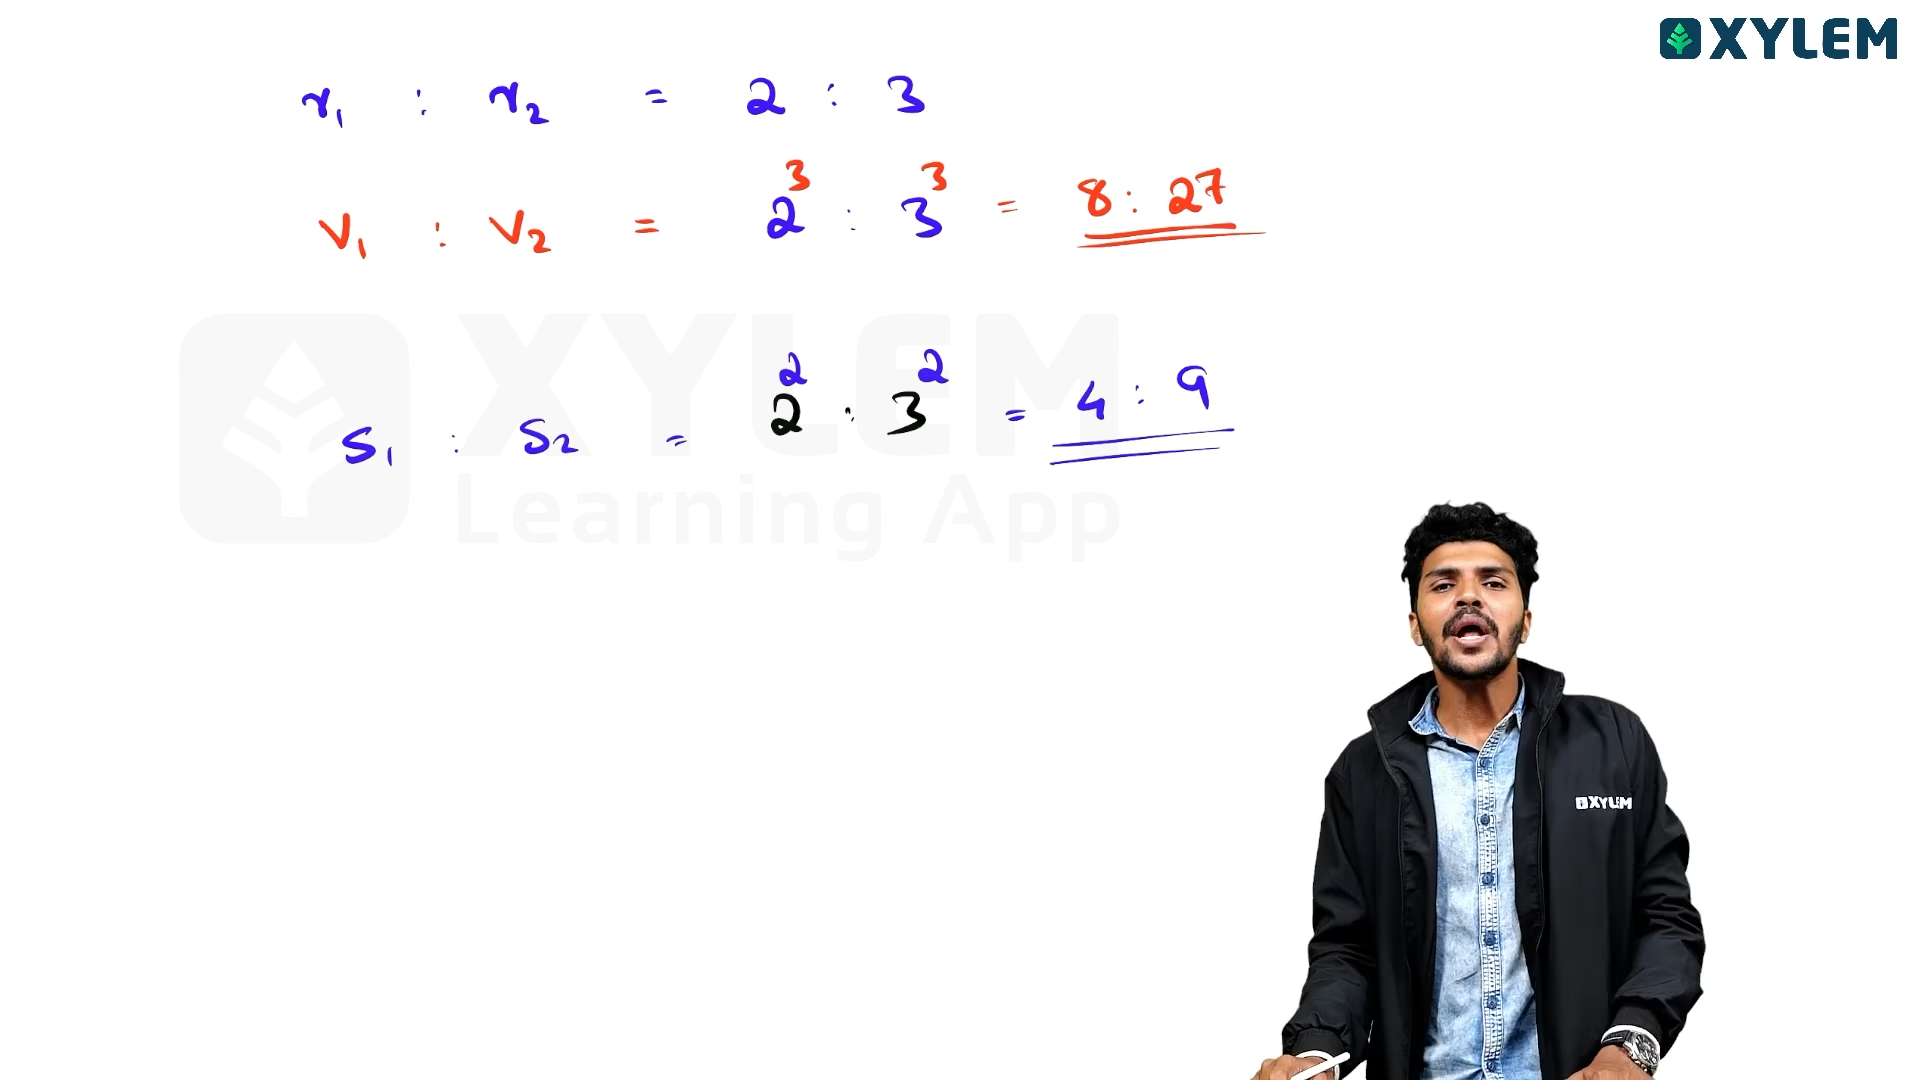 XYLEM
r₁ : r₂ = 2 : 3
V₁ : V₂ = 2³ : 3³ = 8 : 27
S₁ : S₂ = 2² : 3² = 4 : 9
XYLEM
Learning App
XYLEM